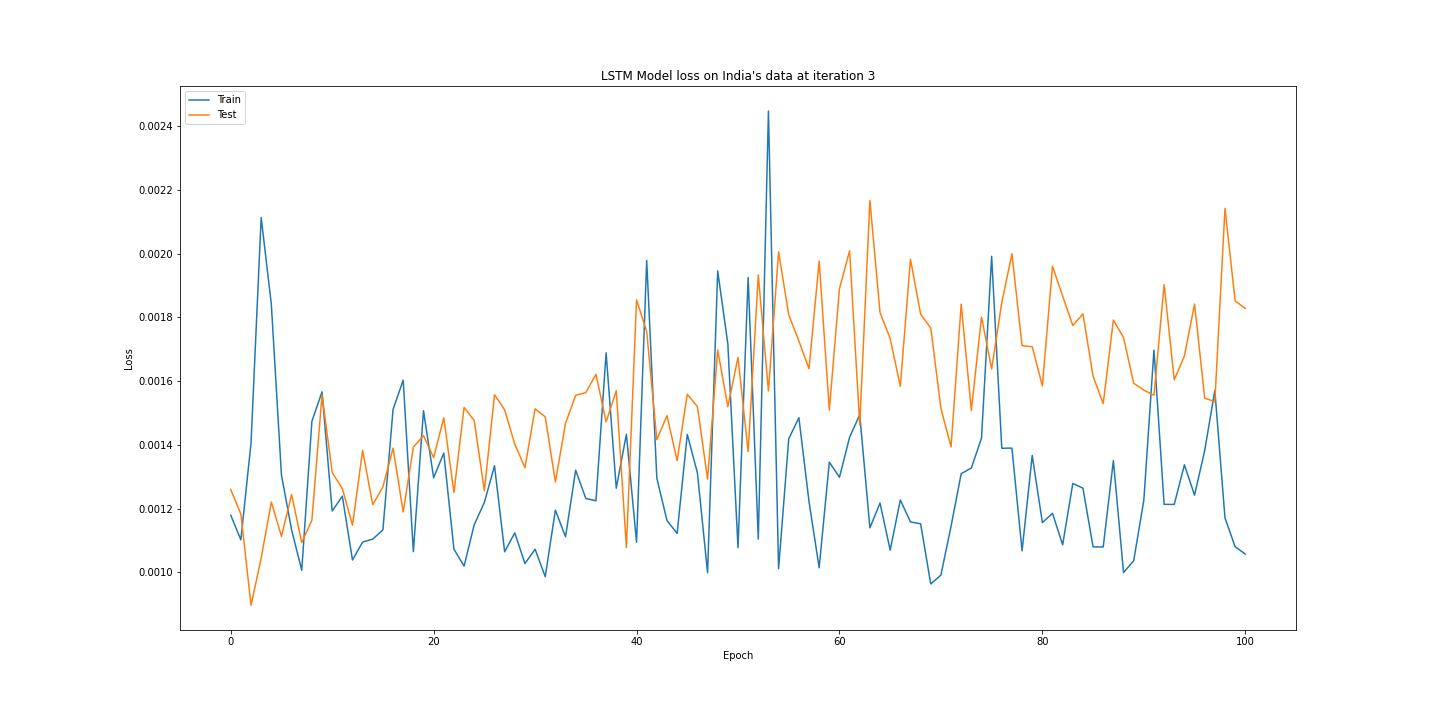 LSTM Model loss on India's data at iteration 3
Train
Test
0.0024
0.0022
0.0020
0.0018
0.0016
0.0014
0.0012
0.0010
Loss
0 20 40 60 80 100
Epoch